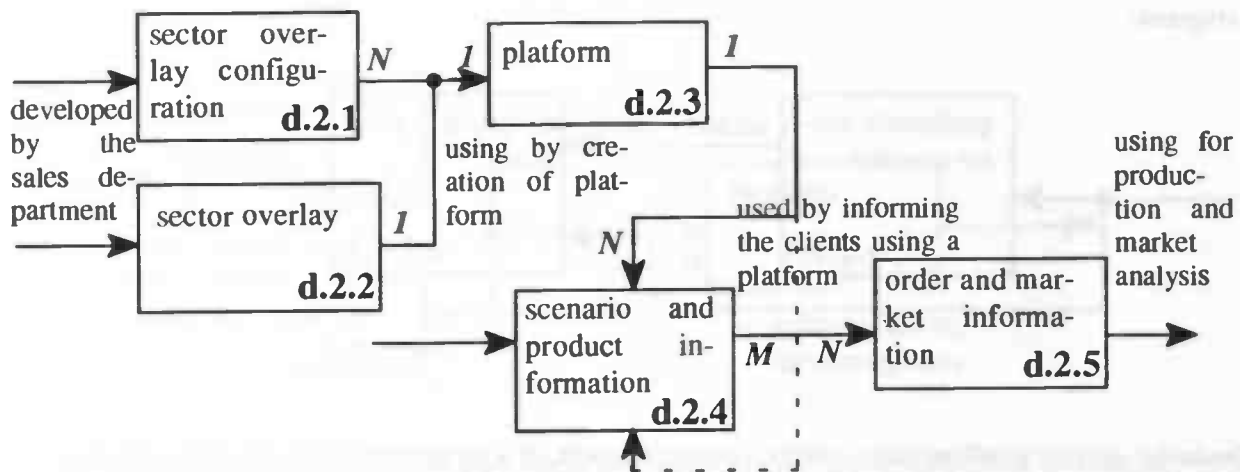 sector over-
lay configu-
ration
d.2.1
N
1
platform
d.2.3
1
developed
by the
sales de-
partment
sector overlay
d.2.2
1
using by cre-
ation of plat-
form
N
used by informing
the clients using a
platform
using for
produc-
tion and
market
analysis
scenario and
product in-
formation
d.2.4
M
N
order and mar-
ket informa-
tion
d.2.5